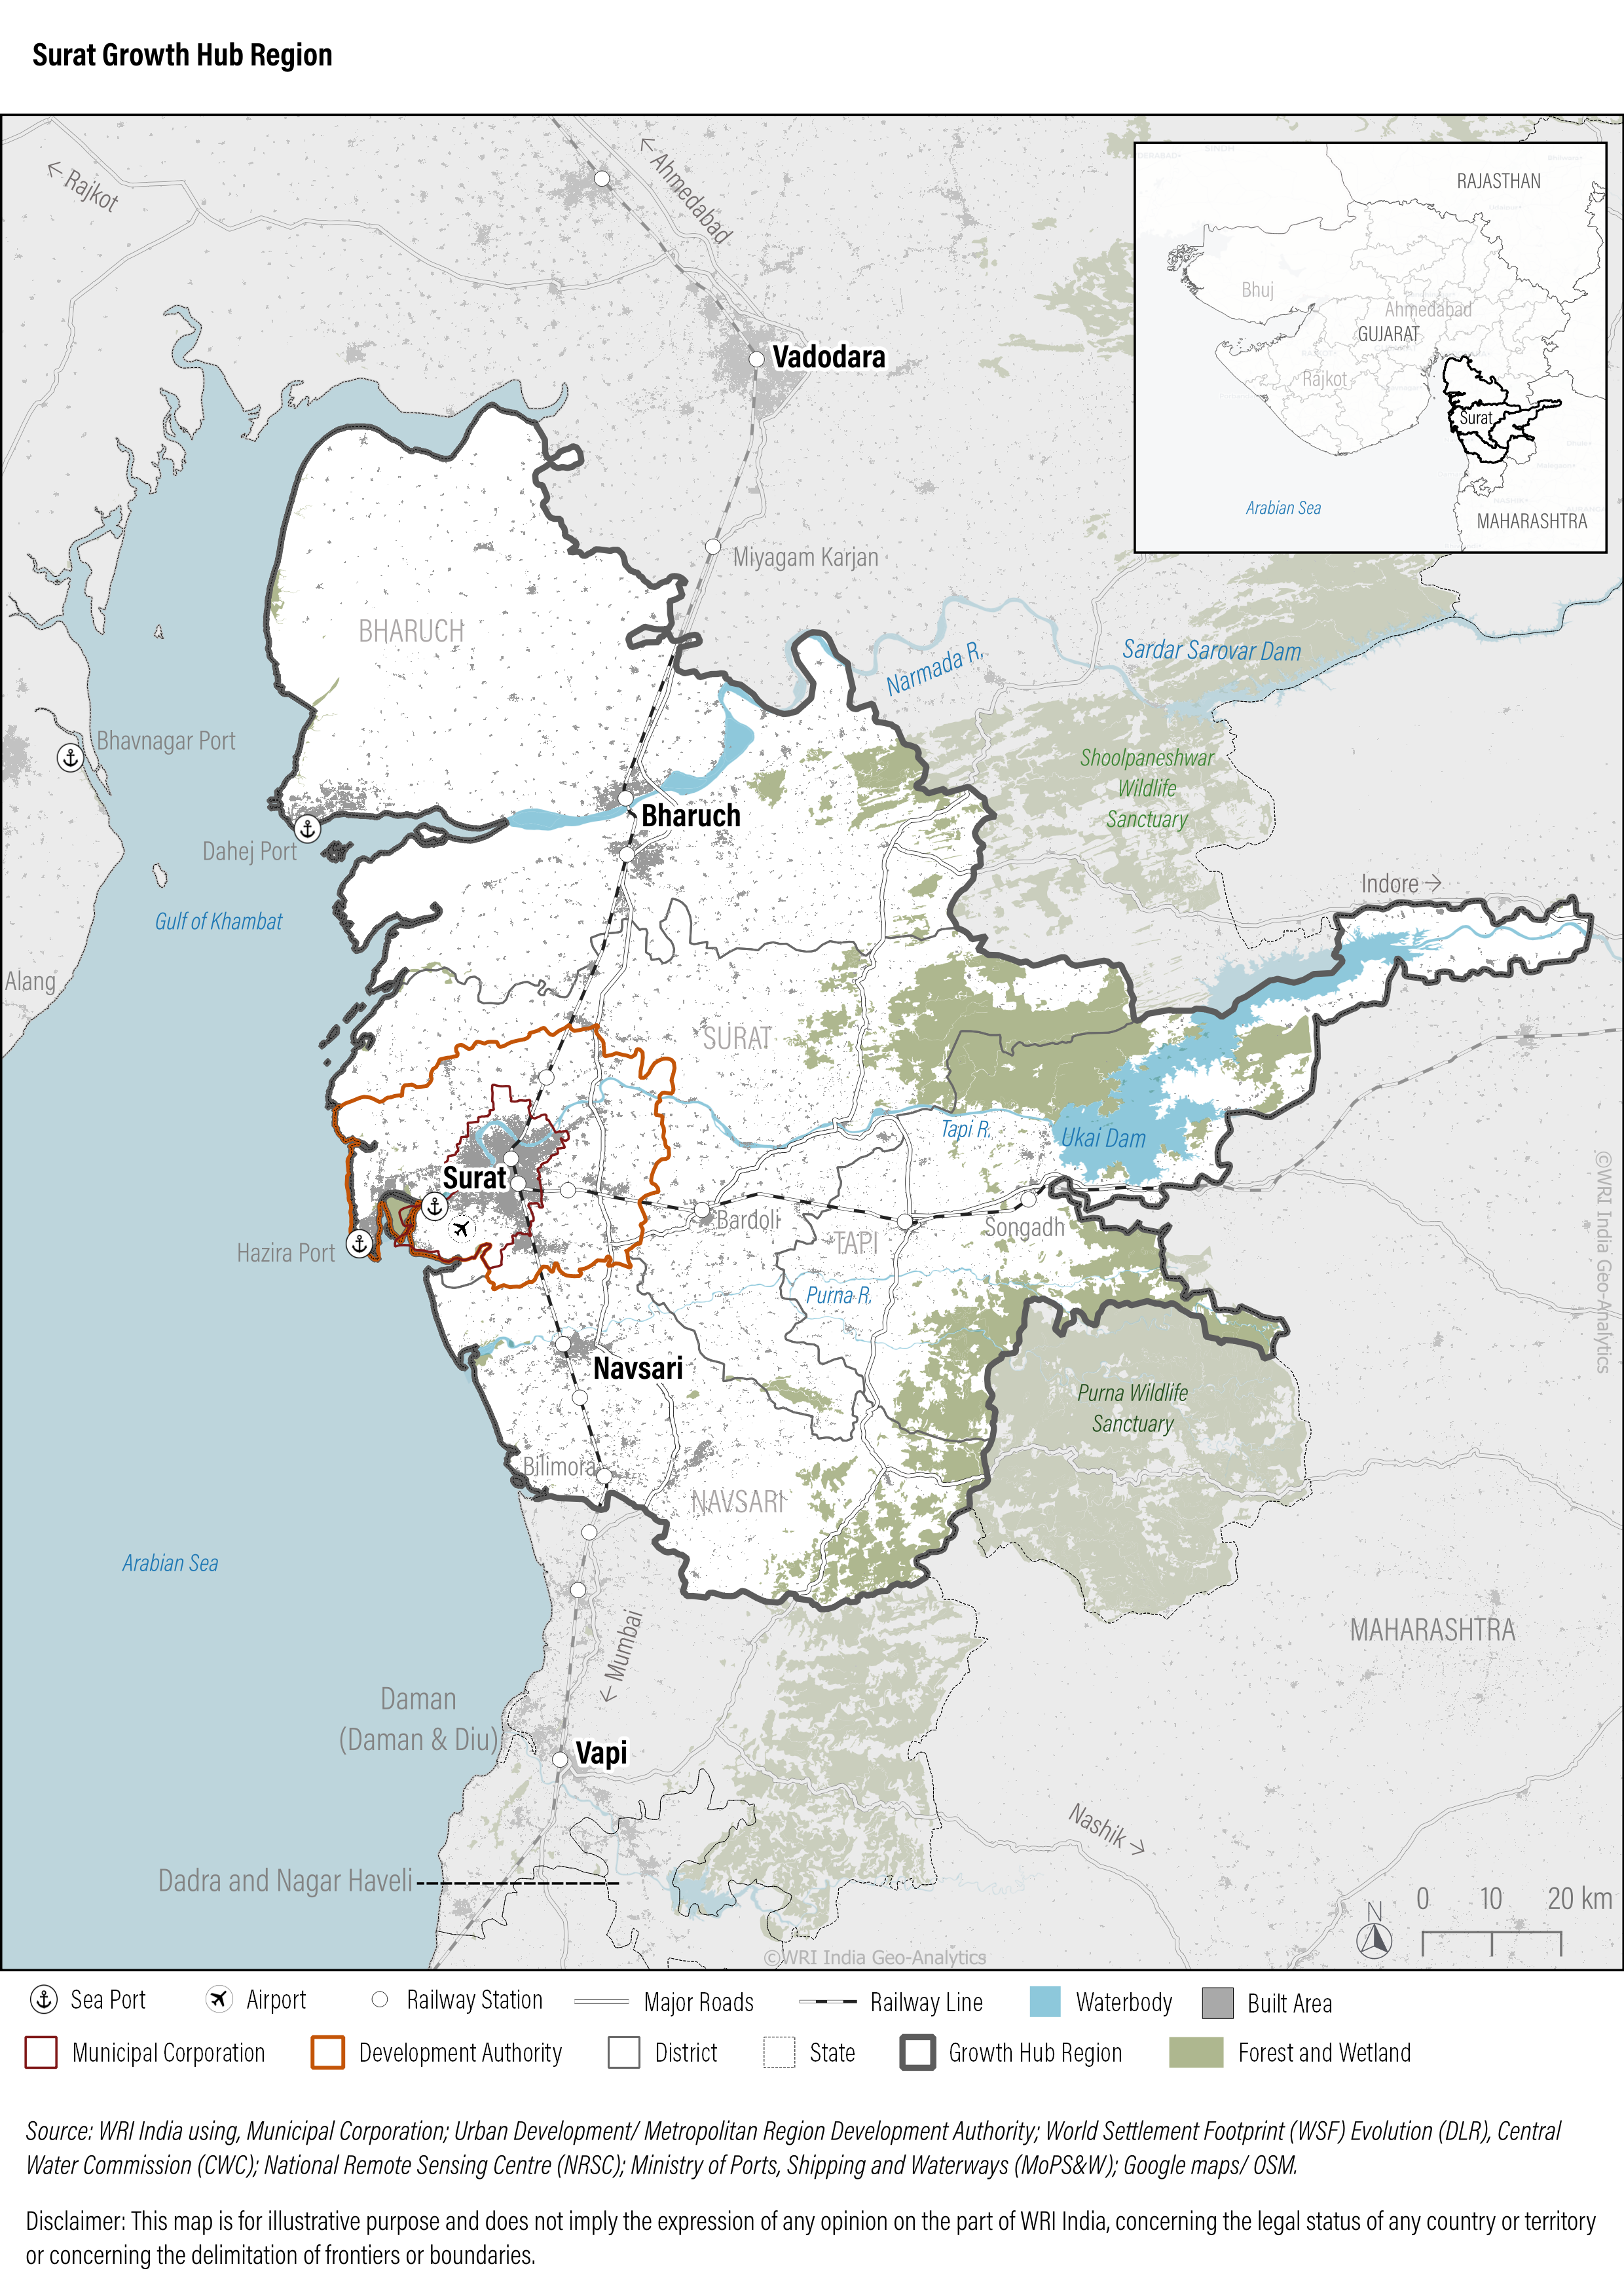 Surat Growth Hub Region
← Rajkot
← Ahmedabad
RAJASTHAN
Bhuj
Ahmedabad
GUJARAT
Rajkot
Surat
Arabian Sea
MAHARASHTRA
Vadodara
Miyagam Karjan
BHARUCH
Narmada R.
Sardar Sarovar Dam
Bhavnagar Port
Shoolpaneshwar
Wildlife
Sanctuary
Bharuch
Dahej Port
Indore →
Gulf of Khambat
Alang
SURAT
Tapi R.
Ukai Dam
Surat
Bardoli
Songadh
TAPI
Hazira Port
Purna R.
©WRI India Geo-Analytics
Navsari
Purna Wildlife
Sanctuary
Bilimora
NAVSARI
Arabian Sea
← Mumbai
MAHARASHTRA
Daman
(Daman & Diu)
Vapi
Nashik →
Dadra and Nagar Haveli
N
0 10 20 km
©WRI India Geo-Analytics
Sea Port Airport Railway Station Major Roads Railway Line Waterbody Built Area
Municipal Corporation Development Authority District State Growth Hub Region Forest and Wetland
Source: WRI India using, Municipal Corporation; Urban Development/ Metropolitan Region Development Authority; World Settlement Footprint (WSF) Evolution (DLR), Central
Water Commission (CWC); National Remote Sensing Centre (NRSC); Ministry of Ports, Shipping and Waterways (MoPS&W); Google maps/ OSM.
Disclaimer: This map is for illustrative purpose and does not imply the expression of any opinion on the part of WRI India, concerning the legal status of any country or territory
or concerning the delimitation of frontiers or boundaries.